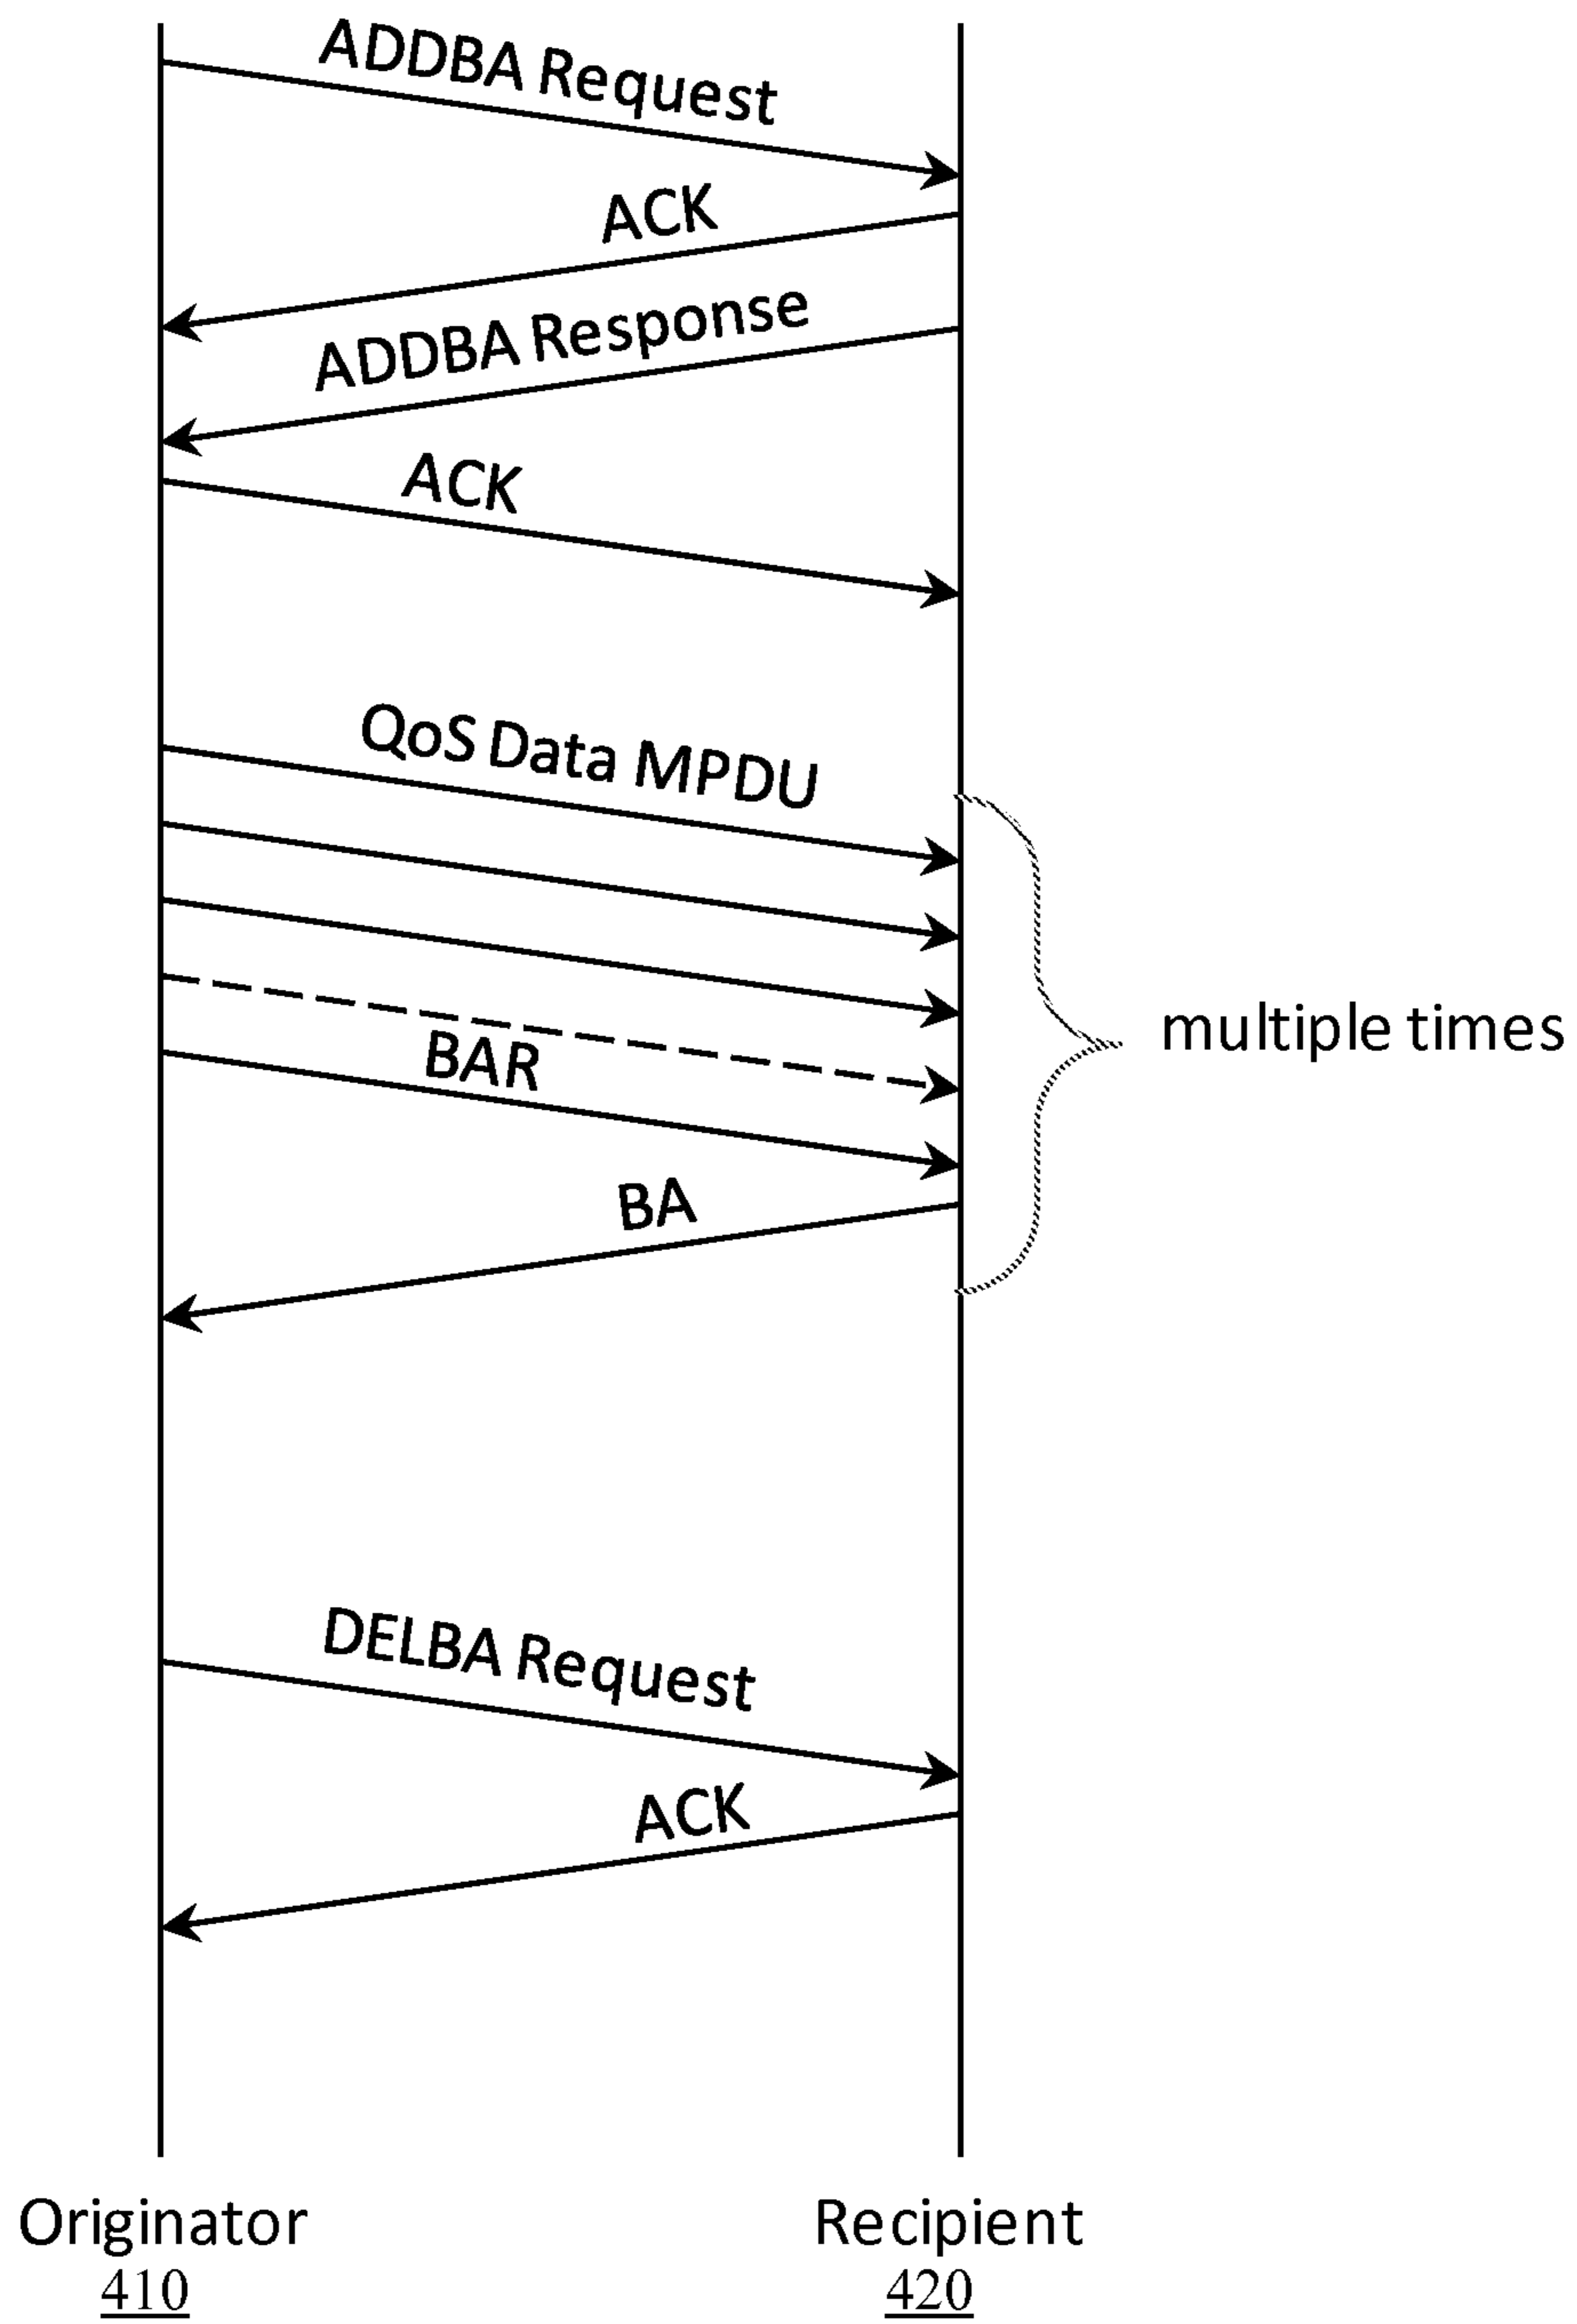 ADDBA Request
ACK
ADDBA Response
ACK
QoS Data MPDU
multiple times
BAR
BA
DELBA Request
ACK
Originator
410
Recipient
420